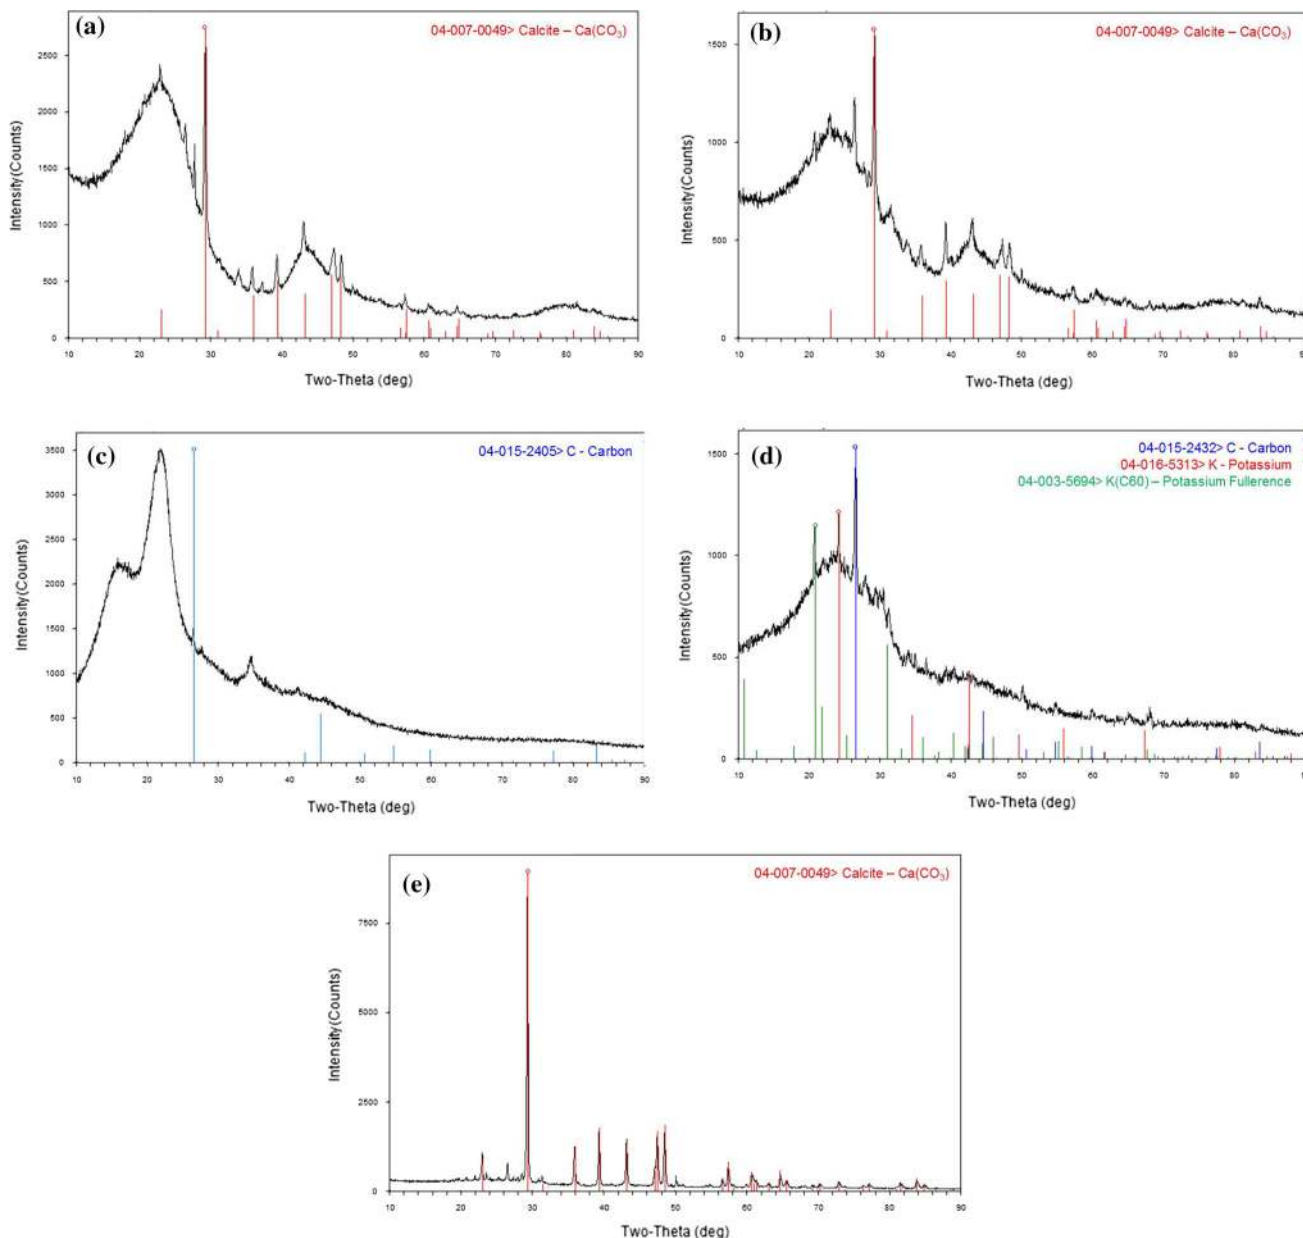 (a)
04-007-0049> Calcite – Ca(CO₃)
Intensity(Counts)
2500
2000
1500
1000
500
0
10 20 30 40 50 60 70 80 90
Two-Theta (deg)
(b)
04-007-0049> Calcite – Ca(CO₃)
Intensity(Counts)
1500
1000
500
0
10 20 30 40 50 60 70 80
Two-Theta (deg)
(c)
04-015-2405> C - Carbon
Intensity(Counts)
3500
3000
2500
2000
1500
1000
500
0
10 20 30 40 50 60 70 80 90
Two-Theta (deg)
(d)
04-015-2432> C - Carbon
04-016-5313> K - Potassium
04-003-5694> K(C60) – Potassium Fullerence
Intensity(Counts)
1500
1000
500
0
10 20 30 40 50 60 70 80
Two-Theta (deg)
(e)
04-007-0049> Calcite – Ca(CO₃)
Intensity(Counts)
7500
5000
2500
0
10 20 30 40 50 60 70 80 90
Two-Theta (deg)